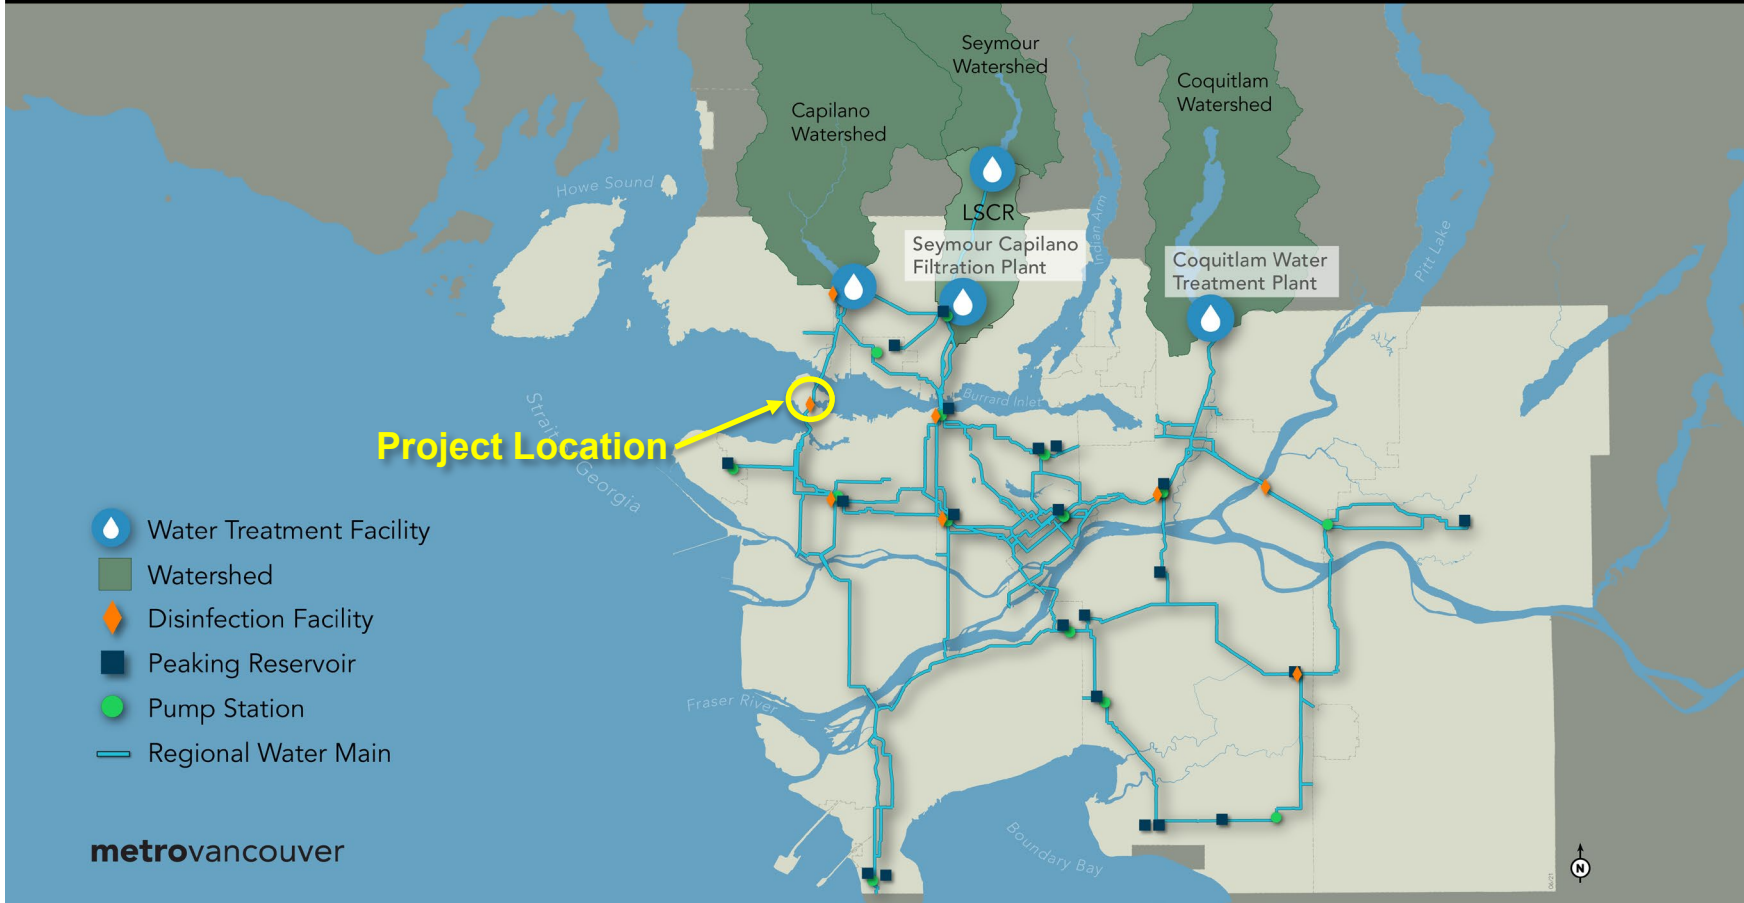 Seymour
Watershed
Coquitlam
Watershed
Capilano
Watershed
Howe Sound
LSCR
Indian Arm
Pitt Lake
Seymour Capilano
Filtration Plant
Coquitlam Water
Treatment Plant
Burrard Inlet
Strait of Georgia
Project Location
Water Treatment Facility
Watershed
Disinfection Facility
Peaking Reservoir
Pump Station
Regional Water Main
Fraser River
Boundary Bay
metrovancouver
N